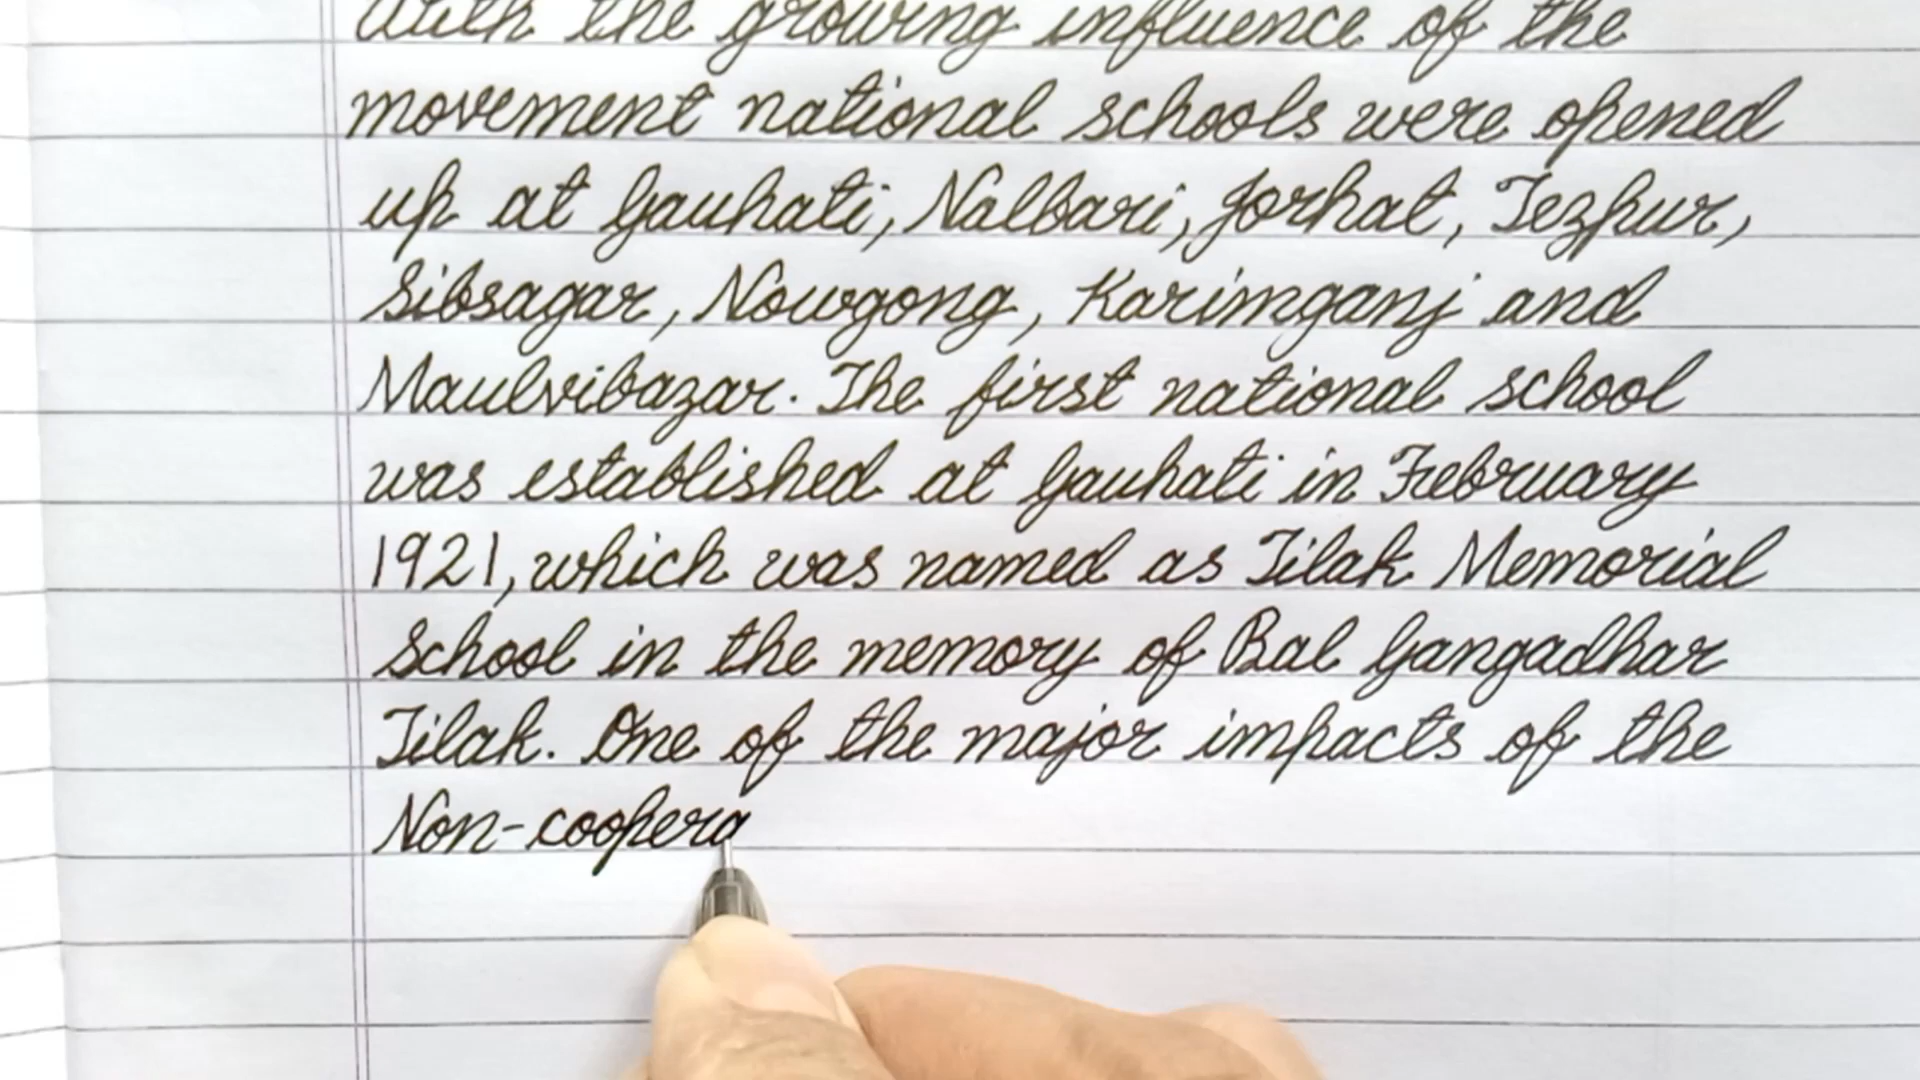 With the growing influence of the
movement national schools were opened
up at Gauhati, Nalbari, Jorhat, Tezpur,
Sibsagar, Nowgong, Karimganj and
Maulvibazar. The first national school
was established at Gauhati in February
1921, which was named as Tilak Memorial
School in the memory of Bal Gangadhar
Tilak. One of the major impacts of the
Non-coopera